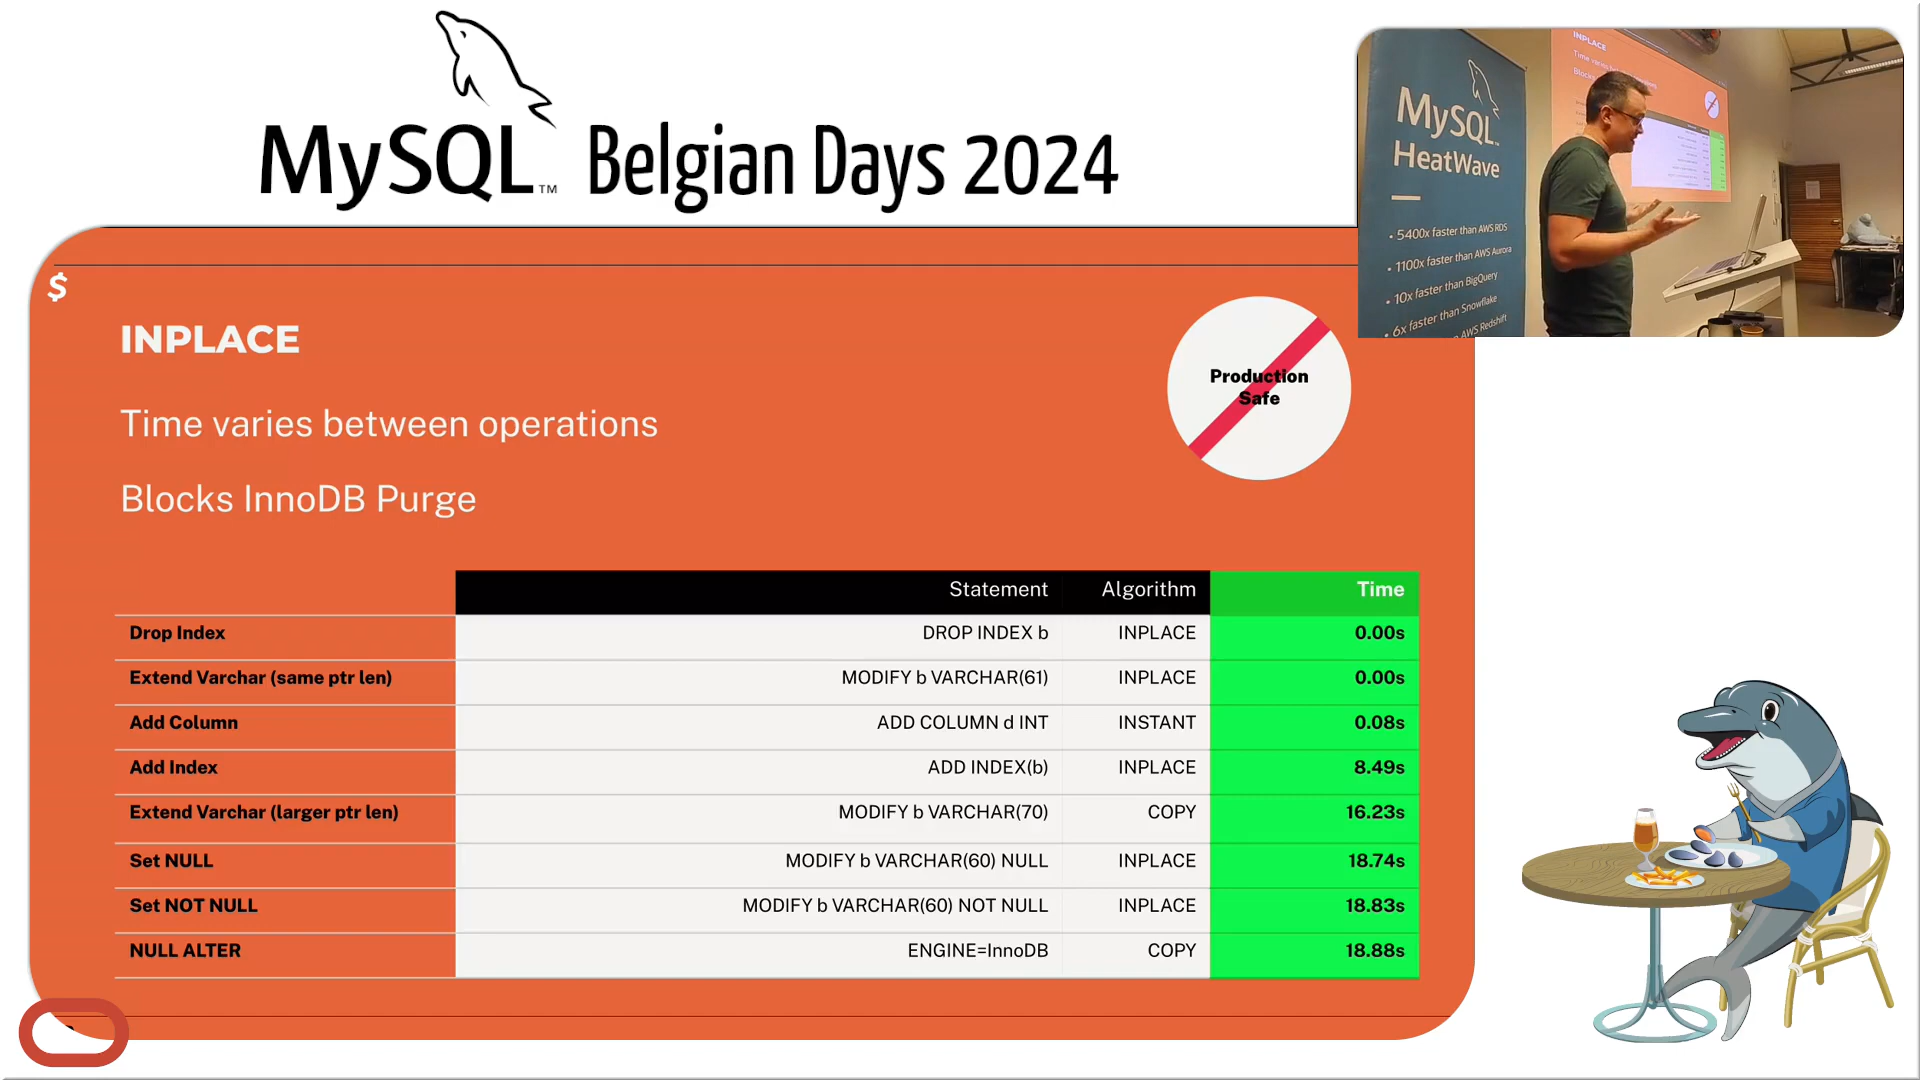 MySQL™ Belgian Days 2024
$
INPLACE
Time varies between operations
Blocks InnoDB Purge
Production
Safe
Statement Algorithm Time
Drop Index DROP INDEX b INPLACE 0.00s
Extend Varchar (same ptr len) MODIFY b VARCHAR(61) INPLACE 0.00s
Add Column ADD COLUMN d INT INSTANT 0.08s
Add Index ADD INDEX(b) INPLACE 8.49s
Extend Varchar (larger ptr len) MODIFY b VARCHAR(70) COPY 16.23s
Set NULL MODIFY b VARCHAR(60) NULL INPLACE 18.74s
Set NOT NULL MODIFY b VARCHAR(60) NOT NULL INPLACE 18.83s
NULL ALTER ENGINE=InnoDB COPY 18.88s
MySQL™
HeatWave
• 5400x faster than AWS RDS
• 1100x faster than AWS Aurora
• 10x faster than BigQuery
• 6x faster than Snowflake
AWS Redshift
INPLACE